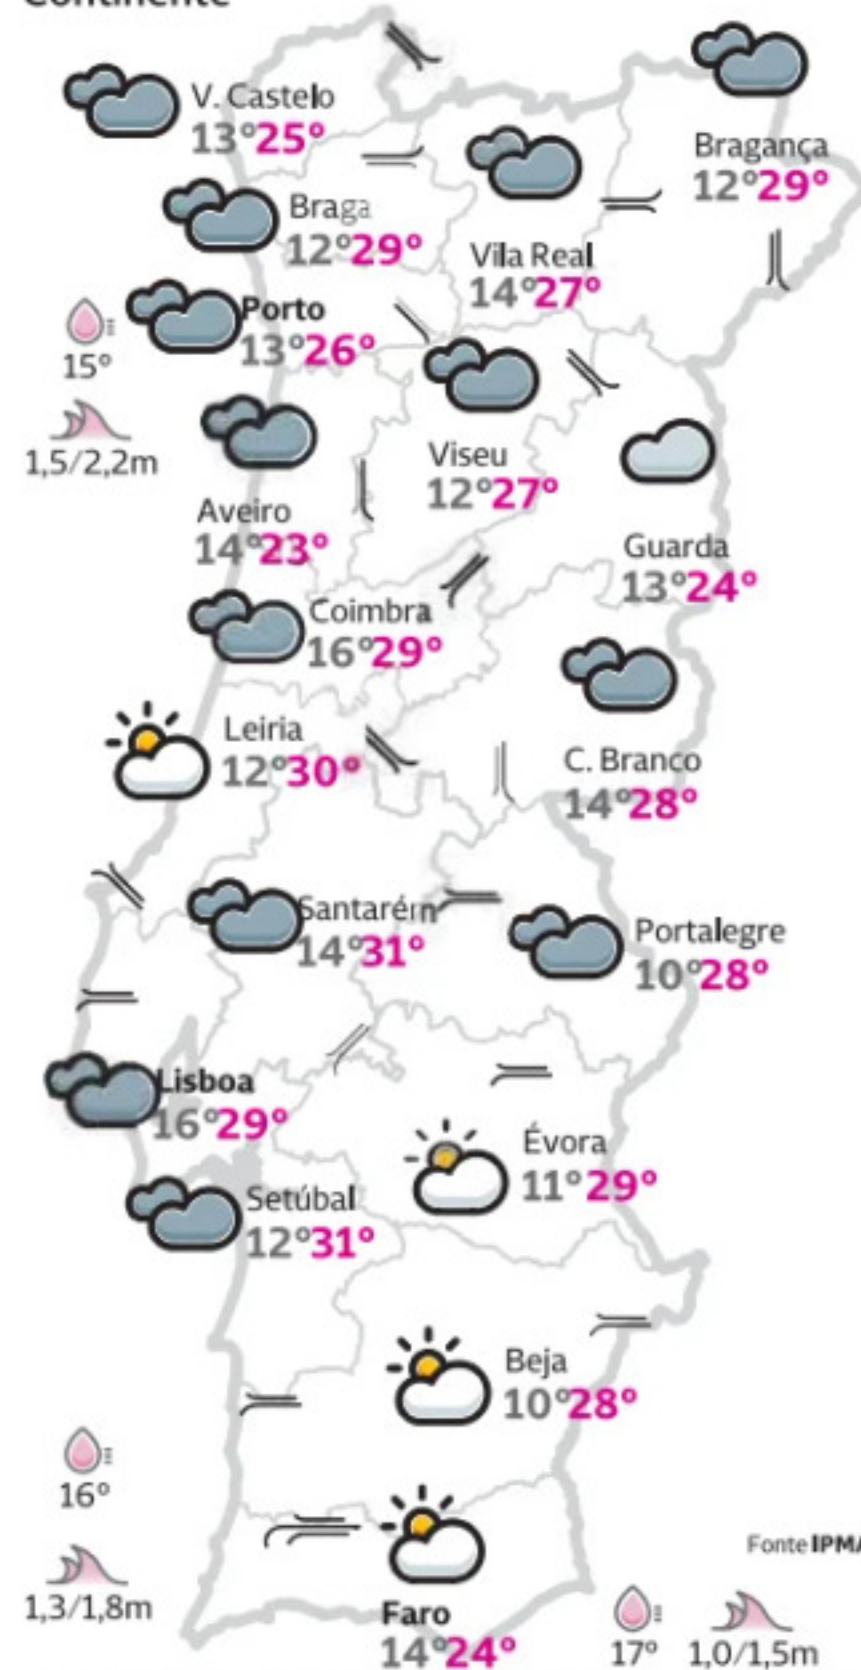 Continente
V. Castelo
13° 25°
Bragança
12° 29°
Braga
12° 29°
Vila Real
14° 27°
Porto
13° 26°
15°
1,5/2,2m
Viseu
12° 27°
Aveiro
14° 23°
Guarda
13° 24°
Coimbra
16° 29°
Leiria
12° 30°
C. Branco
14° 28°
Santarém
14° 31°
Portalegre
10° 28°
Lisboa
16° 29°
Évora
11° 29°
Setúbal
12° 31°
Beja
10° 28°
16°
1,3/1,8m
Fonte IPMA
Faro
14° 24°
17°
1,0/1,5m